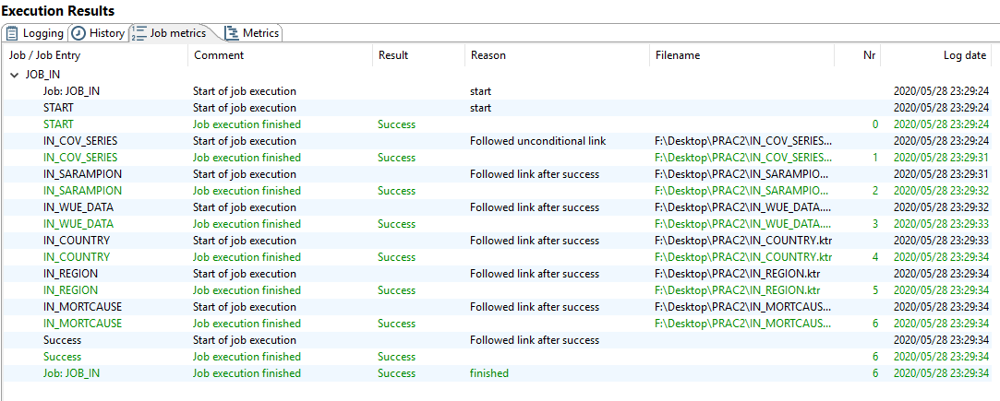 Execution Results
Logging History Job metrics Metrics
Job / Job Entry Comment Result Reason Filename Nr Log date
JOB_IN
Job: JOB_IN Start of job execution start 2020/05/28 23:29:24
START Start of job execution start 2020/05/28 23:29:24
START Job execution finished Success 0 2020/05/28 23:29:24
IN_COV_SERIES Start of job execution Followed unconditional link F:\Desktop\PRAC2\IN_COV_SERIES... 2020/05/28 23:29:24
IN_COV_SERIES Job execution finished Success F:\Desktop\PRAC2\IN_COV_SERIES... 1 2020/05/28 23:29:31
IN_SARAMPION Start of job execution Followed link after success F:\Desktop\PRAC2\IN_SARAMPIO... 2020/05/28 23:29:31
IN_SARAMPION Job execution finished Success F:\Desktop\PRAC2\IN_SARAMPIO... 2 2020/05/28 23:29:32
IN_WUE_DATA Start of job execution Followed link after success F:\Desktop\PRAC2\IN_WUE_DATA.... 2020/05/28 23:29:32
IN_WUE_DATA Job execution finished Success F:\Desktop\PRAC2\IN_WUE_DATA.... 3 2020/05/28 23:29:33
IN_COUNTRY Start of job execution Followed link after success F:\Desktop\PRAC2\IN_COUNTRY.ktr 2020/05/28 23:29:33
IN_COUNTRY Job execution finished Success F:\Desktop\PRAC2\IN_COUNTRY.ktr 4 2020/05/28 23:29:34
IN_REGION Start of job execution Followed link after success F:\Desktop\PRAC2\IN_REGION.ktr 2020/05/28 23:29:34
IN_REGION Job execution finished Success F:\Desktop\PRAC2\IN_REGION.ktr 5 2020/05/28 23:29:34
IN_MORTCAUSE Start of job execution Followed link after success F:\Desktop\PRAC2\IN_MORTCAUS... 2020/05/28 23:29:34
IN_MORTCAUSE Job execution finished Success F:\Desktop\PRAC2\IN_MORTCAUS... 6 2020/05/28 23:29:34
Success Start of job execution Followed link after success 2020/05/28 23:29:34
Success Job execution finished Success 6 2020/05/28 23:29:34
Job: JOB_IN Job execution finished Success finished 6 2020/05/28 23:29:34